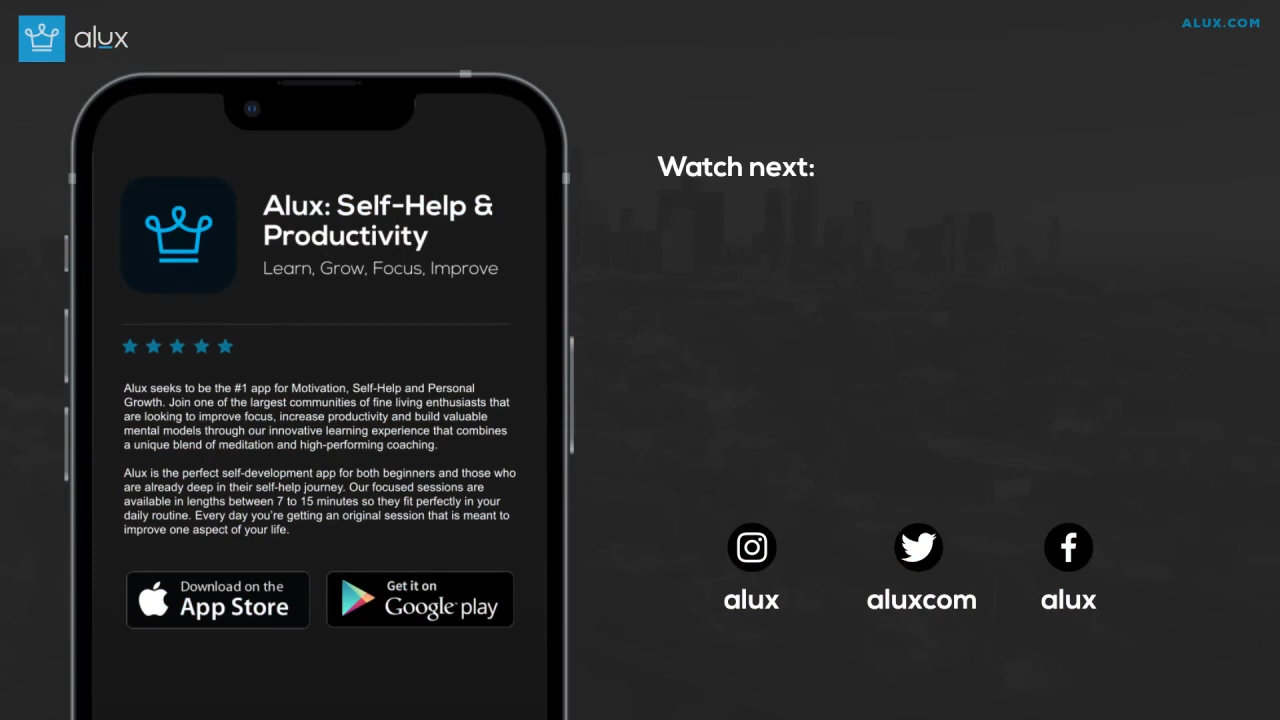 alux
ALUX.COM
Alux: Self-Help &
Productivity
Learn, Grow, Focus, Improve
Alux seeks to be the #1 app for Motivation, Self-Help and Personal
Growth. Join one of the largest communities of fine living enthusiasts that
are looking to improve focus, increase productivity and build valuable
mental models through our innovative learning experience that combines
a unique blend of meditation and high-performing coaching.
Alux is the perfect self-development app for both beginners and those who
are already deep in their self-help journey. Our focused sessions are
available in lengths between 7 to 15 minutes so they fit perfectly in your
daily routine. Every day you're getting an original session that is meant to
improve one aspect of your life.
Download on the
App Store
Get it on
Google play
Watch next:
alux
aluxcom
alux